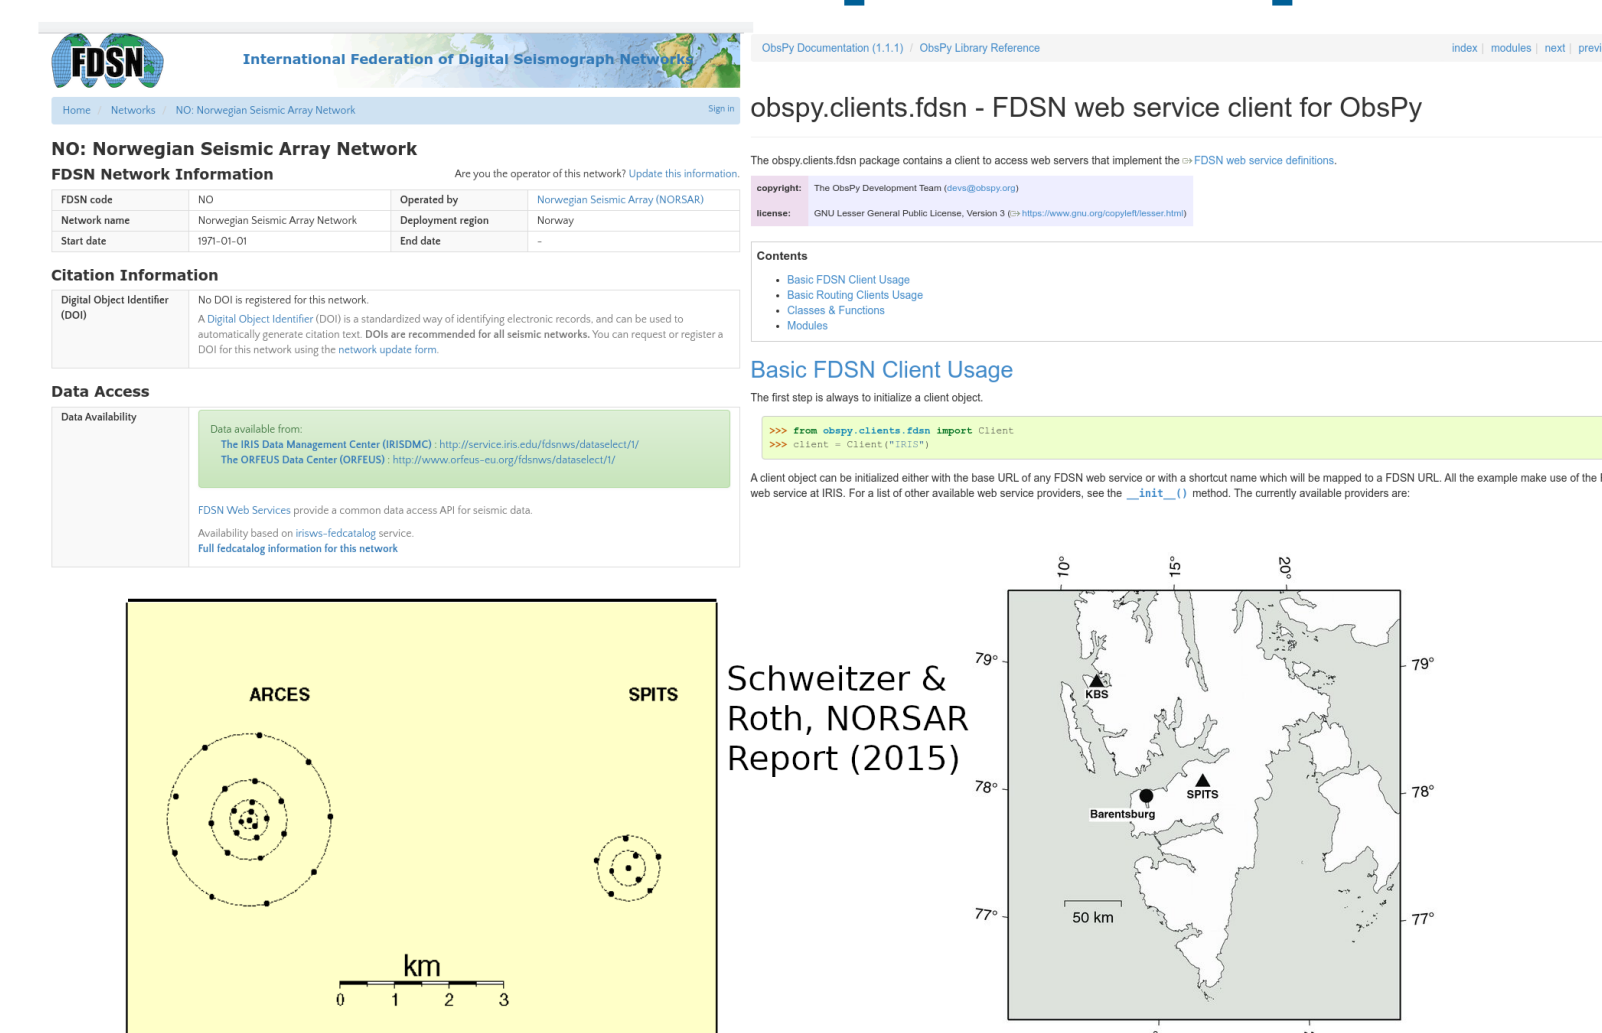 FDSN
International Federation of Digital Seismograph Networks
Home / Networks / NO: Norwegian Seismic Array Network
Sign in
NO: Norwegian Seismic Array Network
FDSN Network Information
Are you the operator of this network? Update this information.
FDSN code NO Operated by Norwegian Seismic Array (NORSAR)
Network name Norwegian Seismic Array Network Deployment region Norway
Start date 1971-01-01 End date –
Citation Information
Digital Object Identifier
(DOI)
No DOI is registered for this network.
A Digital Object Identifier (DOI) is a standardized way of identifying electronic records, and can be used to
automatically generate citation text. DOIs are recommended for all seismic networks. You can request or register a
DOI for this network using the network update form.
Data Access
Data Availability
Data available from:
The IRIS Data Management Center (IRISDMC) : http://service.iris.edu/fdsnws/dataselect/1/
The ORFEUS Data Center (ORFEUS) : http://www.orfeus-eu.org/fdsnws/dataselect/1/
FDSN Web Services provide a common data access API for seismic data.
Availability based on irisws-fedcatalog service.
Full fedcatalog information for this network
ObsPy Documentation (1.1.1) / ObsPy Library Reference
index | modules | next | previ
obspy.clients.fdsn - FDSN web service client for ObsPy
The obspy.clients.fdsn package contains a client to access web servers that implement the FDSN web service definitions.
copyright: The ObsPy Development Team (devs@obspy.org)
license: GNU Lesser General Public License, Version 3 (https://www.gnu.org/copyleft/lesser.html)
Contents
• Basic FDSN Client Usage
• Basic Routing Clients Usage
• Classes & Functions
• Modules
Basic FDSN Client Usage
The first step is always to initialize a client object.
>>> from obspy.clients.fdsn import Client
>>> client = Client("IRIS")
A client object can be initialized either with the base URL of any FDSN web service or with a shortcut name which will be mapped to a FDSN URL. All the example make use of the
web service at IRIS. For a list of other available web service providers, see the __init__() method. The currently available providers are:
ARCES
SPITS
km
0 1 2 3
Schweitzer &
Roth, NORSAR
Report (2015)
10° 15° 20°
79° 79°
KBS
78° 78°
SPITS
Barentsburg
77° 77°
50 km